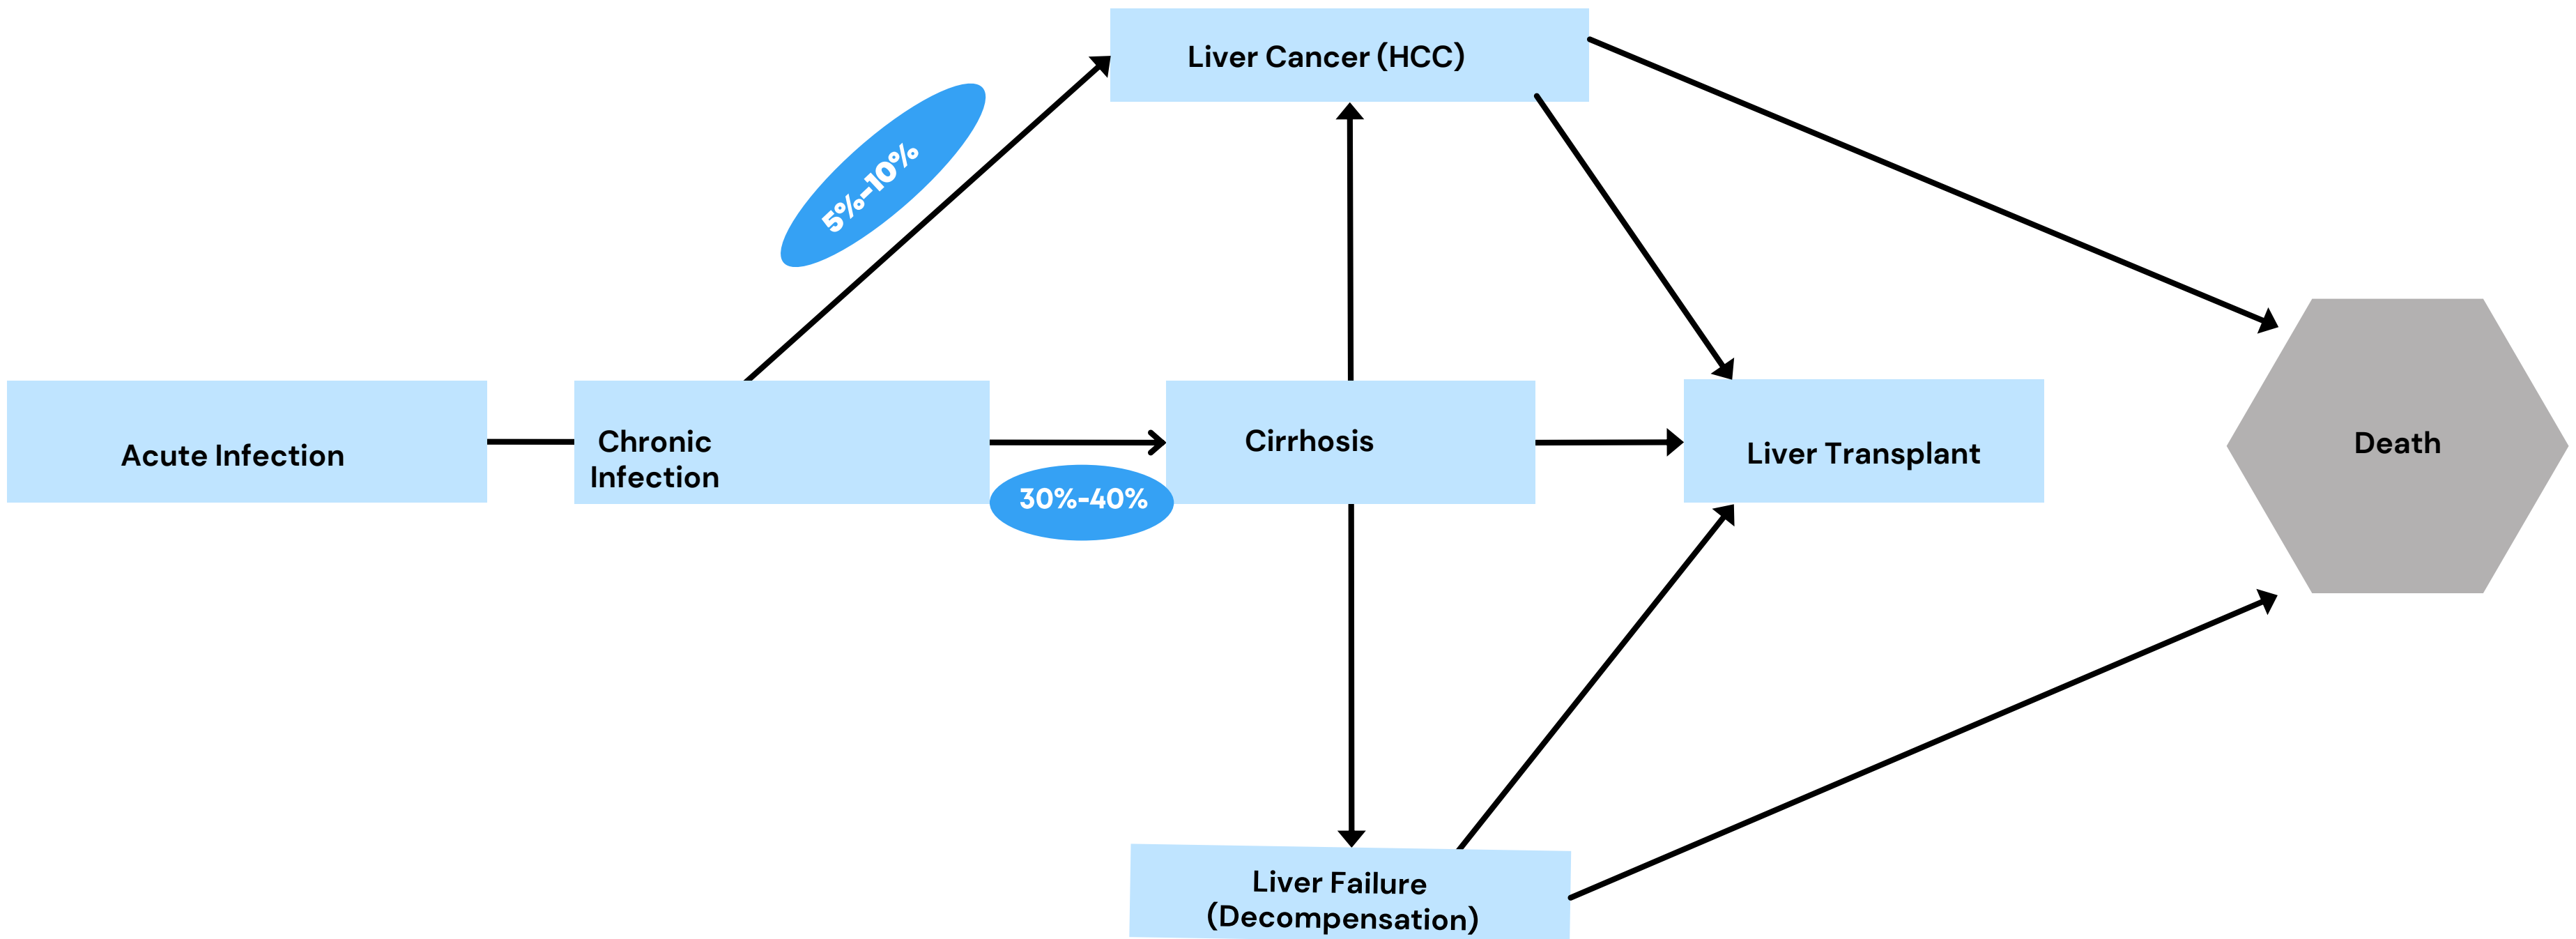 Liver Cancer (HCC)
5%-10%
Acute Infection
Chronic
Infection
30%-40%
Cirrhosis
Liver Transplant
Death
Liver Failure
(Decompensation)